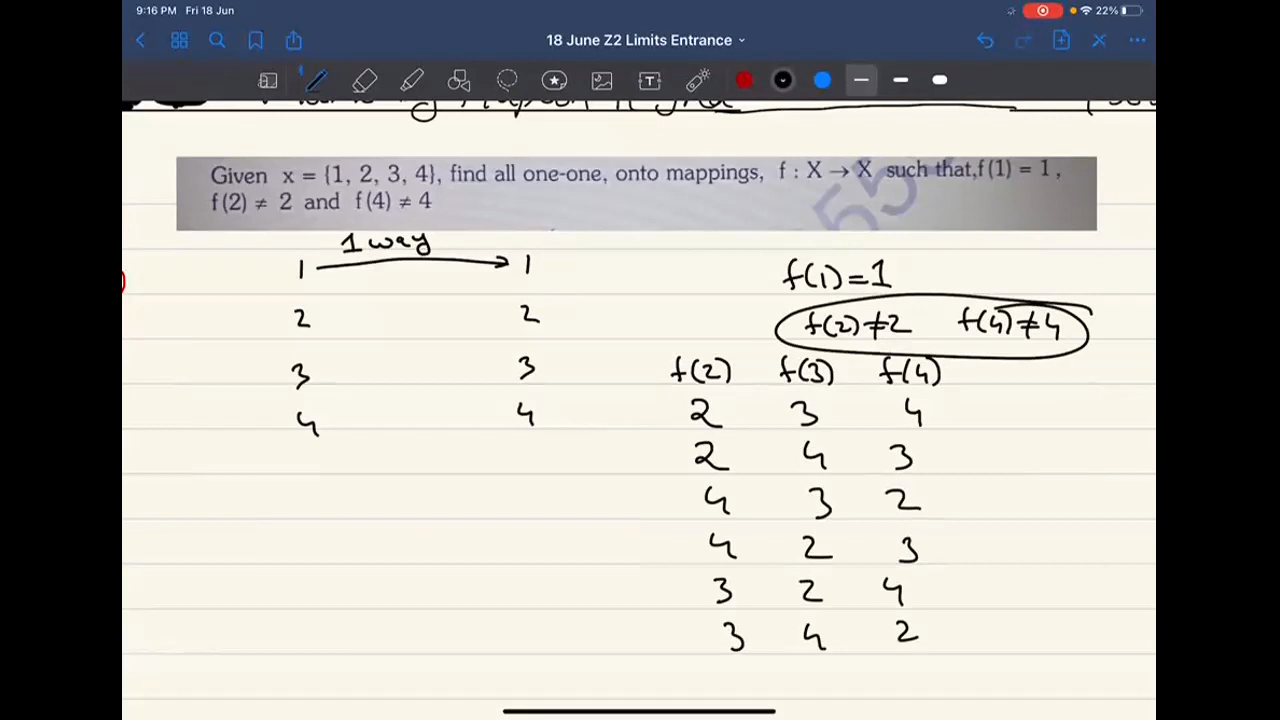 9:16 PM Fri 18 Jun
22%
18 June Z2 Limits Entrance
Given x = {1, 2, 3, 4}, find all one-one, onto mappings, f : X → X such that, f(1) = 1,
f(2) ≠ 2 and f(4) ≠ 4
55
1 way
1 1
2 2
3 3
4 4
f(1)=1
f(2)≠2 f(4)≠4
f(2) f(3) f(4)
2 3 4
2 4 3
4 3 2
4 2 3
3 2 4
3 4 2